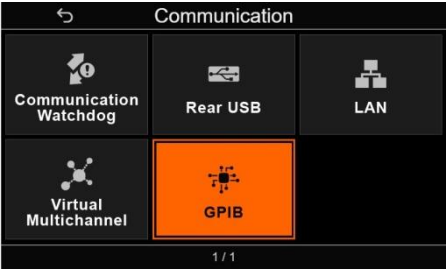 Communication
Communication
Watchdog
Rear USB
LAN
Virtual
Multichannel
GPIB
1 / 1